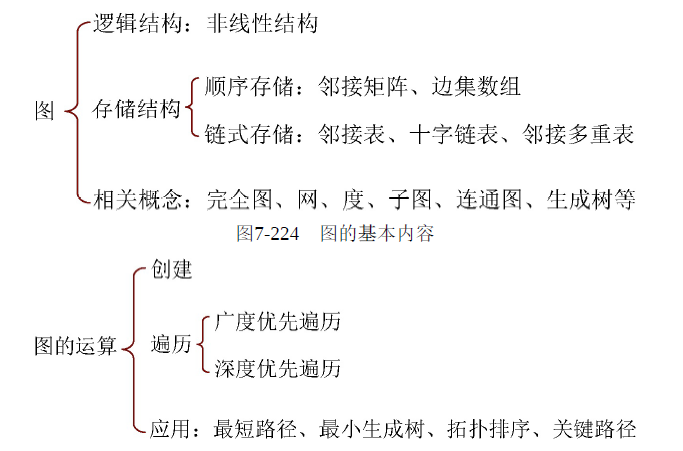 逻辑结构：非线性结构
顺序存储：邻接矩阵、边集数组
图
存储结构
链式存储：邻接表、十字链表、邻接多重表
相关概念：完全图、网、度、子图、连通图、生成树等
图7-224 图的基本内容
创建
广度优先遍历
图的运算
遍历
深度优先遍历
应用：最短路径、最小生成树、拓扑排序、关键路径